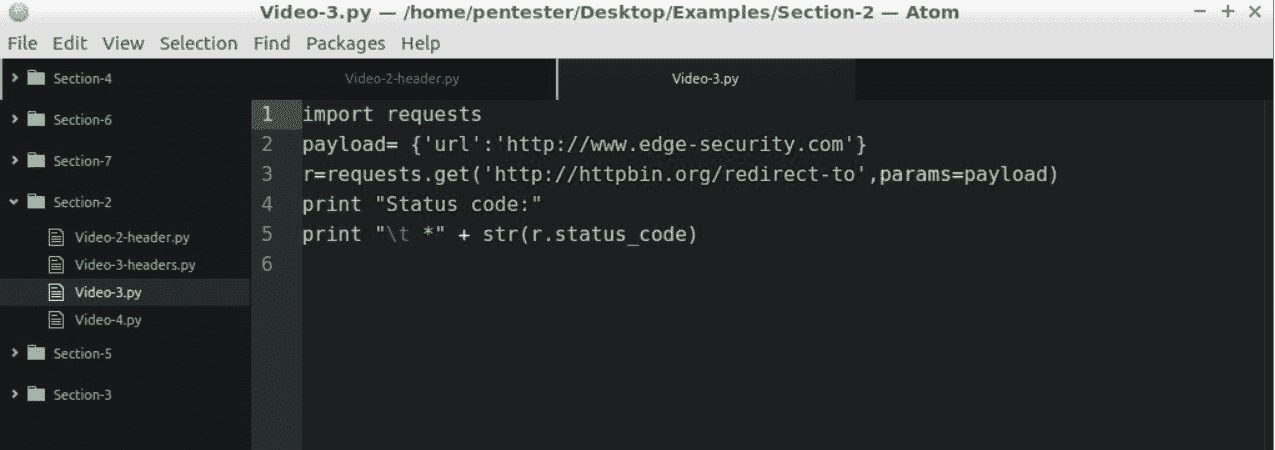 Video-3.py — /home/pentester/Desktop/Examples/Section-2 — Atom
File Edit View Selection Find Packages Help
Section-4
Section-6
Section-7
Section-2
Video-2-header.py
Video-3-headers.py
Video-3.py
Video-4.py
Section-5
Section-3
Video-2-header.py Video-3.py
1 import requests
2 payload= {'url':'http://www.edge-security.com'}
3 r=requests.get('http://httpbin.org/redirect-to',params=payload)
4 print "Status code:"
5 print "\t *" + str(r.status_code)
6